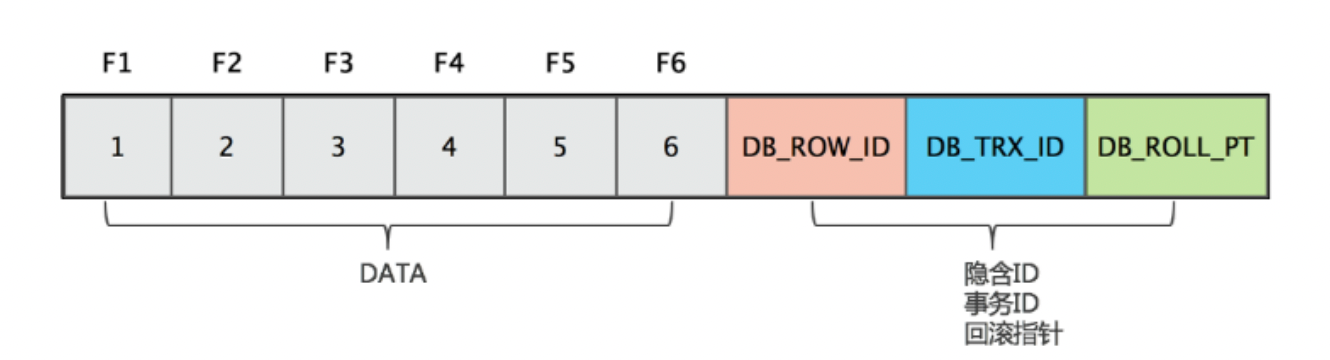 F1 F2 F3 F4 F5 F6
1 2 3 4 5 6 DB_ROW_ID DB_TRX_ID DB_ROLL_PT
DATA
隐含ID
事务ID
回滚指针